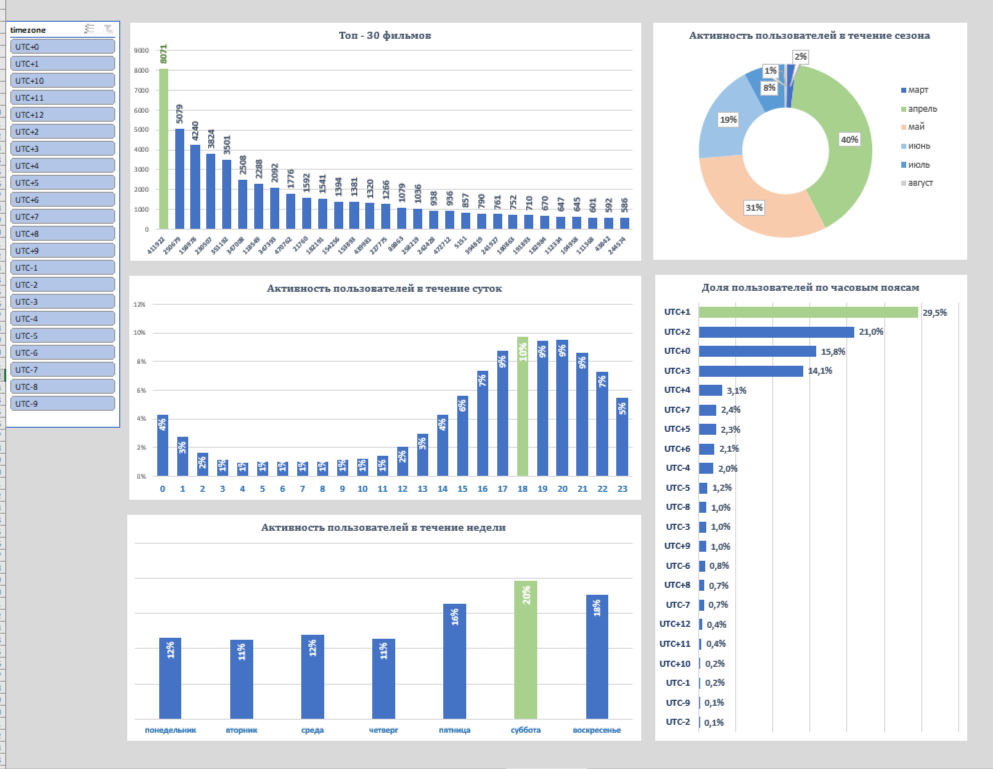 timezone
UTC+0
UTC+1
UTC+10
UTC+11
UTC+12
UTC+2
UTC+3
UTC+4
UTC+5
UTC+6
UTC+7
UTC+8
UTC+9
UTC-1
UTC-2
UTC-3
UTC-4
UTC-5
UTC-6
UTC-7
UTC-8
UTC-9
Топ - 30 фильмов
9000
8000
7000
6000
5000
4000
3000
2000
1000
0
8071 5079 4240 3824 3501 2508 2288 2092 1776 1592 1541 1394 1381 1320 1266 1079 1036 938 936 857 790 761 752 710 670 647 645 601 592 586
Активность пользователей в течение сезона
2%
1%
8%
19%
40%
31%
март
апрель
май
июнь
июль
август
Активность пользователей в течение суток
12%
10%
8%
6%
4%
2%
0%
4% 3% 2% 1% 1% 1% 1% 1% 1% 1% 1% 1% 2% 3% 4% 6% 7% 9% 10% 9% 9% 9% 7% 5%
0 1 2 3 4 5 6 7 8 9 10 11 12 13 14 15 16 17 18 19 20 21 22 23
Активность пользователей в течение недели
12% 11% 12% 11% 16% 20% 18%
понедельник вторник среда четверг пятница суббота воскресенье
Доля пользователей по часовым поясам
UTC+1 29,5%
UTC+2 21,0%
UTC+0 15,8%
UTC+3 14,1%
UTC+4 3,1%
UTC+7 2,4%
UTC+5 2,3%
UTC+6 2,1%
UTC-4 2,0%
UTC-5 1,2%
UTC-8 1,0%
UTC-3 1,0%
UTC+9 1,0%
UTC-6 0,8%
UTC+8 0,7%
UTC-7 0,7%
UTC+12 0,4%
UTC+11 0,4%
UTC+10 0,2%
UTC-1 0,2%
UTC-9 0,1%
UTC-2 0,1%